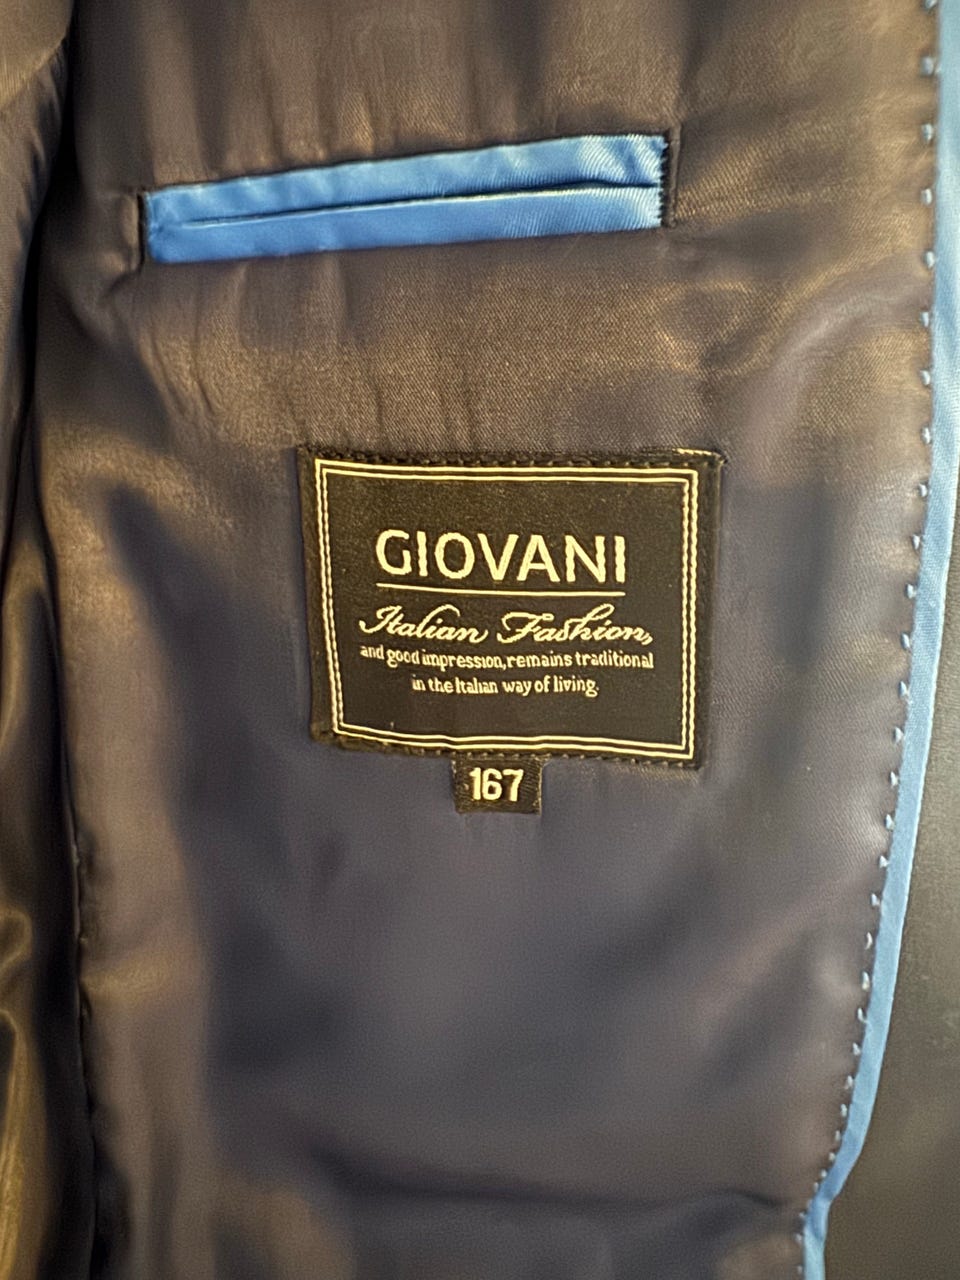 GIOVANI
Italian Fashion,
and good impression, remains traditional
in the Italian way of living.
167